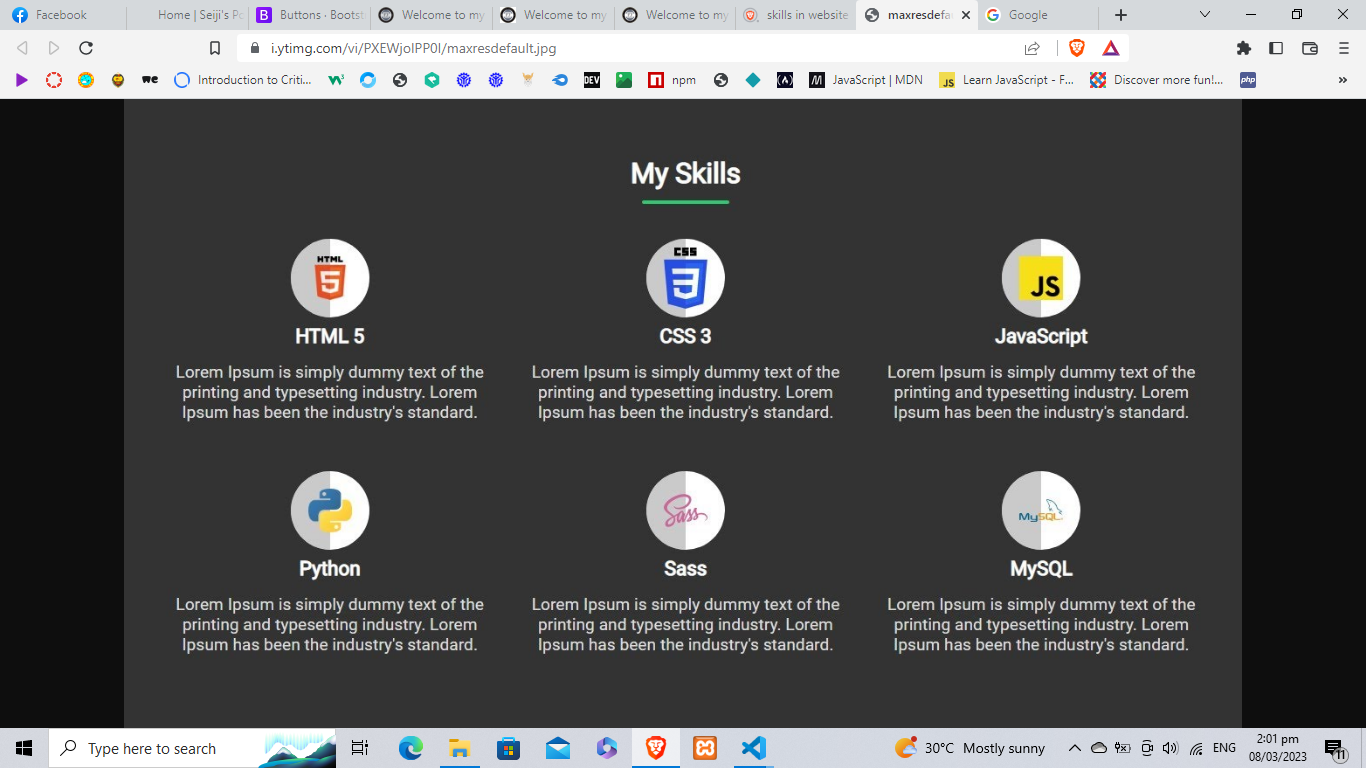 Facebook
Home | Seiji's Po
Buttons · Bootst
Welcome to my
Welcome to my
Welcome to my
skills in website
maxresdefa
Google
i.ytimg.com/vi/PXEWjoIPP0I/maxresdefault.jpg
we
Introduction to Criti...
W3
DEV
npm
(A)
M
JavaScript | MDN
JS
Learn JavaScript - F...
Discover more fun!...
php
»
My Skills
HTML
5
CSS
3
JS
HTML 5
CSS 3
JavaScript
Lorem Ipsum is simply dummy text of the
printing and typesetting industry. Lorem
Ipsum has been the industry's standard.
Lorem Ipsum is simply dummy text of the
printing and typesetting industry. Lorem
Ipsum has been the industry's standard.
Lorem Ipsum is simply dummy text of the
printing and typesetting industry. Lorem
Ipsum has been the industry's standard.
Sass
MySQL
Python
Sass
MySQL
Lorem Ipsum is simply dummy text of the
printing and typesetting industry. Lorem
Ipsum has been the industry's standard.
Lorem Ipsum is simply dummy text of the
printing and typesetting industry. Lorem
Ipsum has been the industry's standard.
Lorem Ipsum is simply dummy text of the
printing and typesetting industry. Lorem
Ipsum has been the industry's standard.
Type here to search
30°C Mostly sunny
ENG
2:01 pm
08/03/2023
11